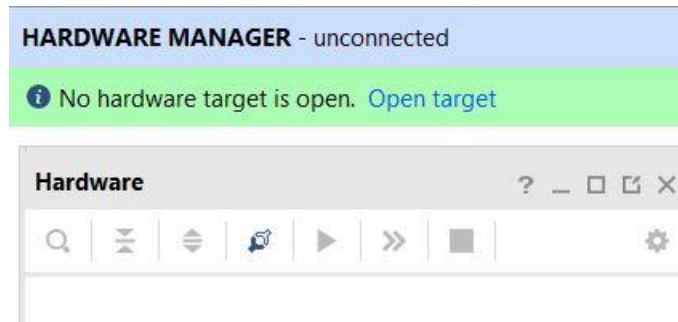 HARDWARE MANAGER - unconnected
No hardware target is open. Open target
Hardware